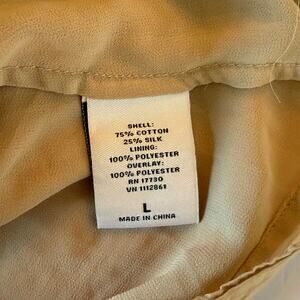 SHELL:
75% COTTON
25% SILK
LINING:
100% POLYESTER
OVERLAY:
100% POLYESTER
RN 17730
VN 1112861
L
MADE IN CHINA